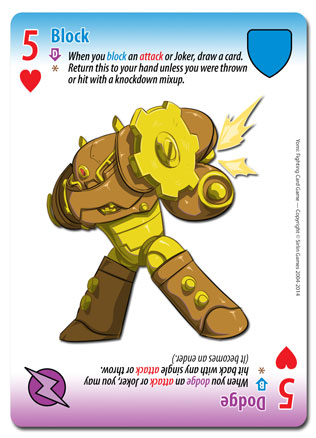 5 Block
D When you block an attack or Joker, draw a card.
* Return this to your hand unless you were thrown
or hit with a knockdown mixup.
Yomi Fighting Card Game — Copyright © Sirlin Games 2004-2014
5 Dodge
B When you dodge an attack or Joker, you may
* hit back with any single attack or throw.
(It becomes an ender.)